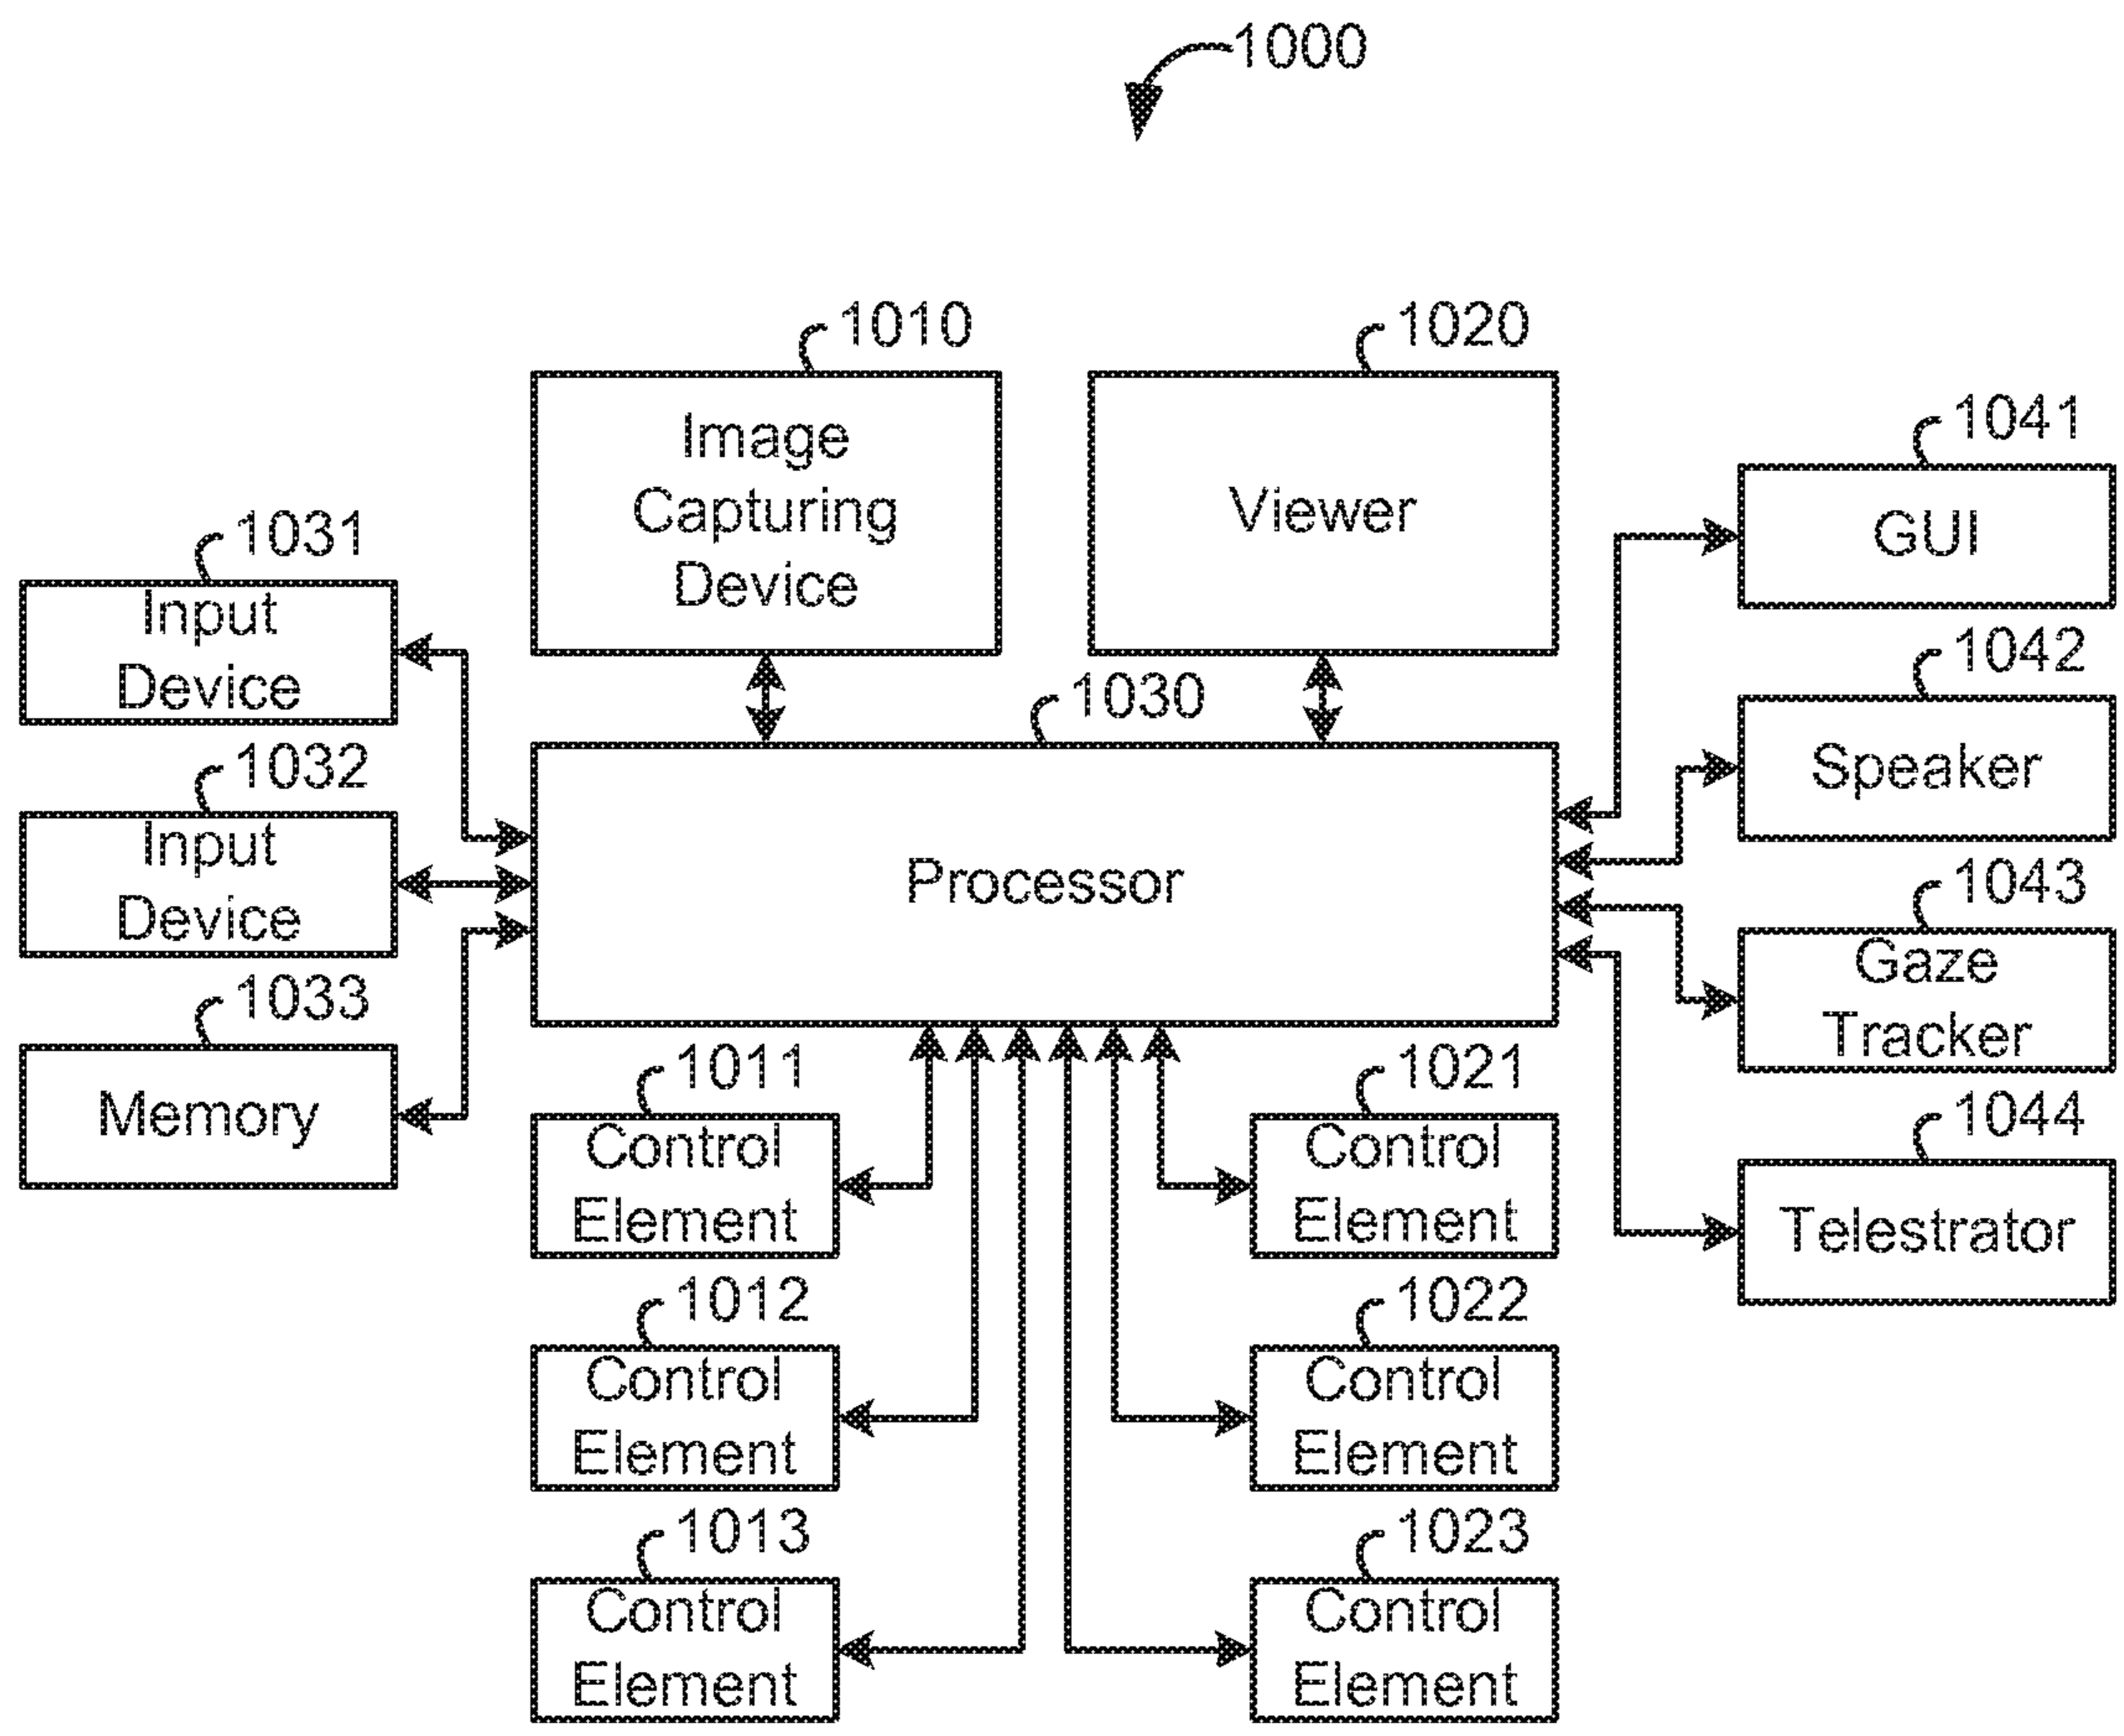 1000
1010
Image
Capturing
Device
1020
Viewer
1041
GUI
1031
Input
Device
1042
Speaker
1030
Processor
1032
Input
Device
1043
Gaze
Tracker
1033
Memory
1044
Telestrator
1011
Control
Element
1021
Control
Element
1012
Control
Element
1022
Control
Element
1013
Control
Element
1023
Control
Element